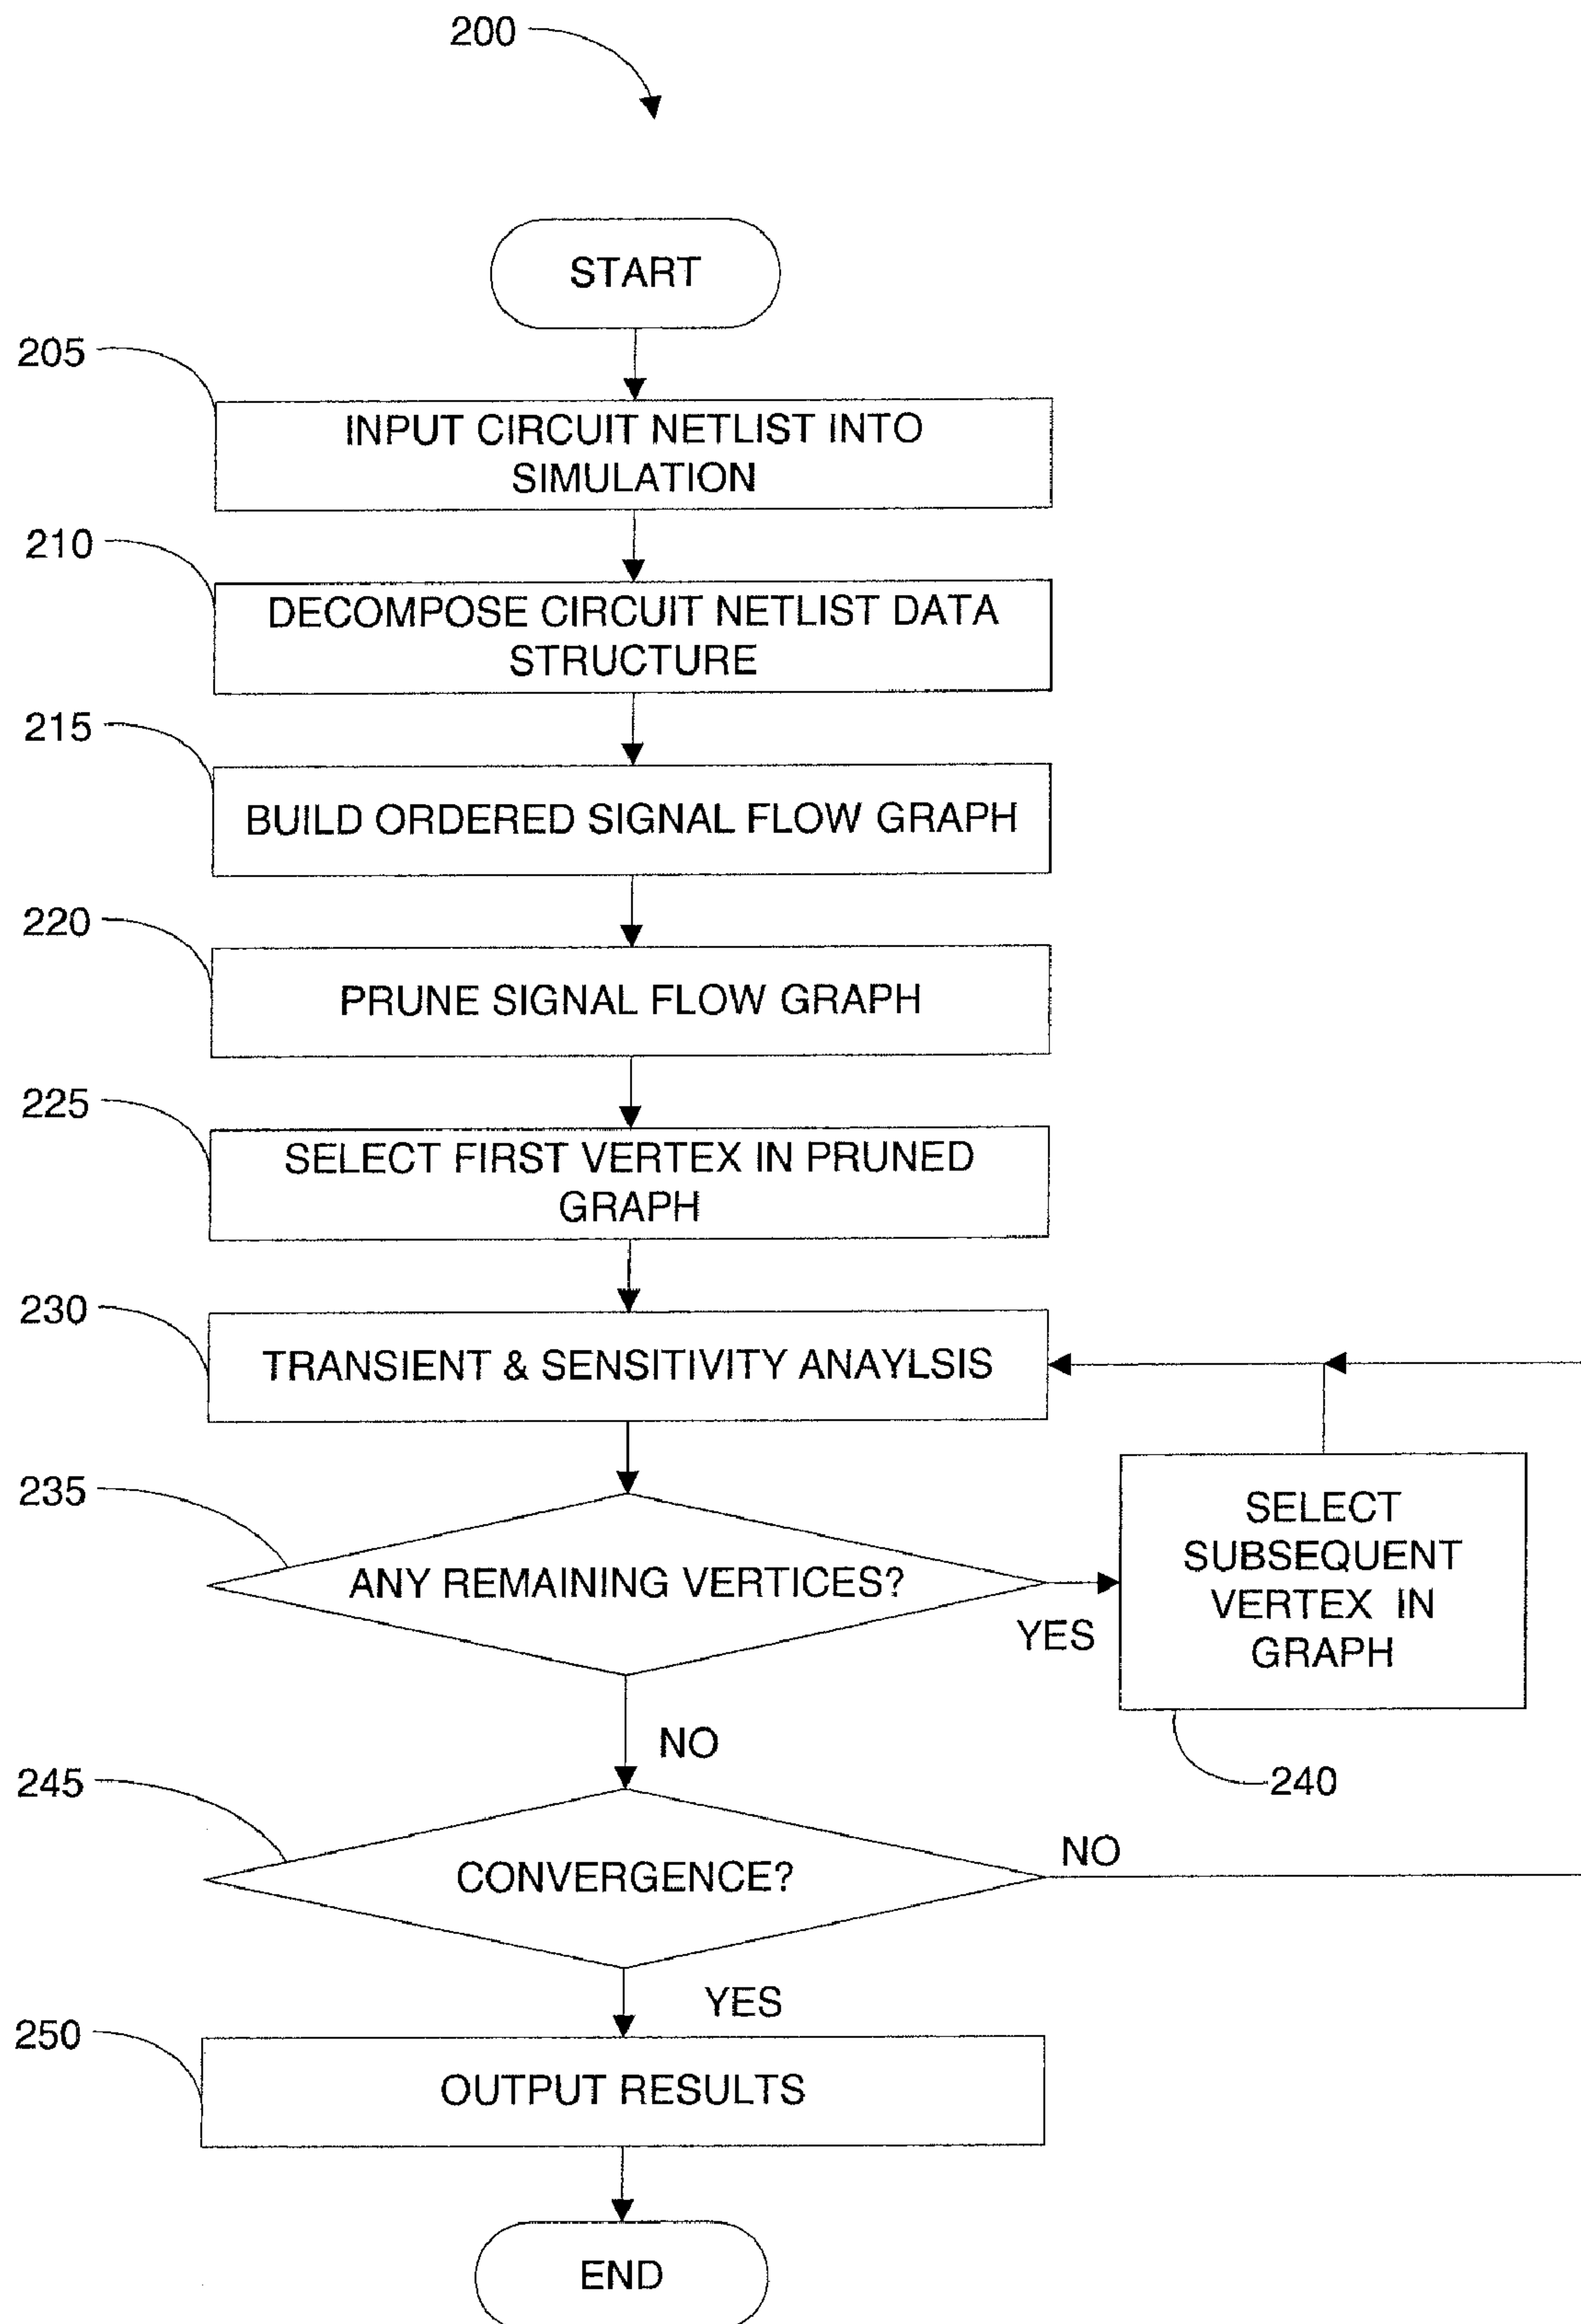 200
START
205
INPUT CIRCUIT NETLIST INTO
SIMULATION
210
DECOMPOSE CIRCUIT NETLIST DATA
STRUCTURE
215
BUILD ORDERED SIGNAL FLOW GRAPH
220
PRUNE SIGNAL FLOW GRAPH
225
SELECT FIRST VERTEX IN PRUNED
GRAPH
230
TRANSIENT & SENSITIVITY ANAYLSIS
235
ANY REMAINING VERTICES?
YES
SELECT
SUBSEQUENT
VERTEX IN
GRAPH
240
NO
245
CONVERGENCE?
NO
YES
250
OUTPUT RESULTS
END